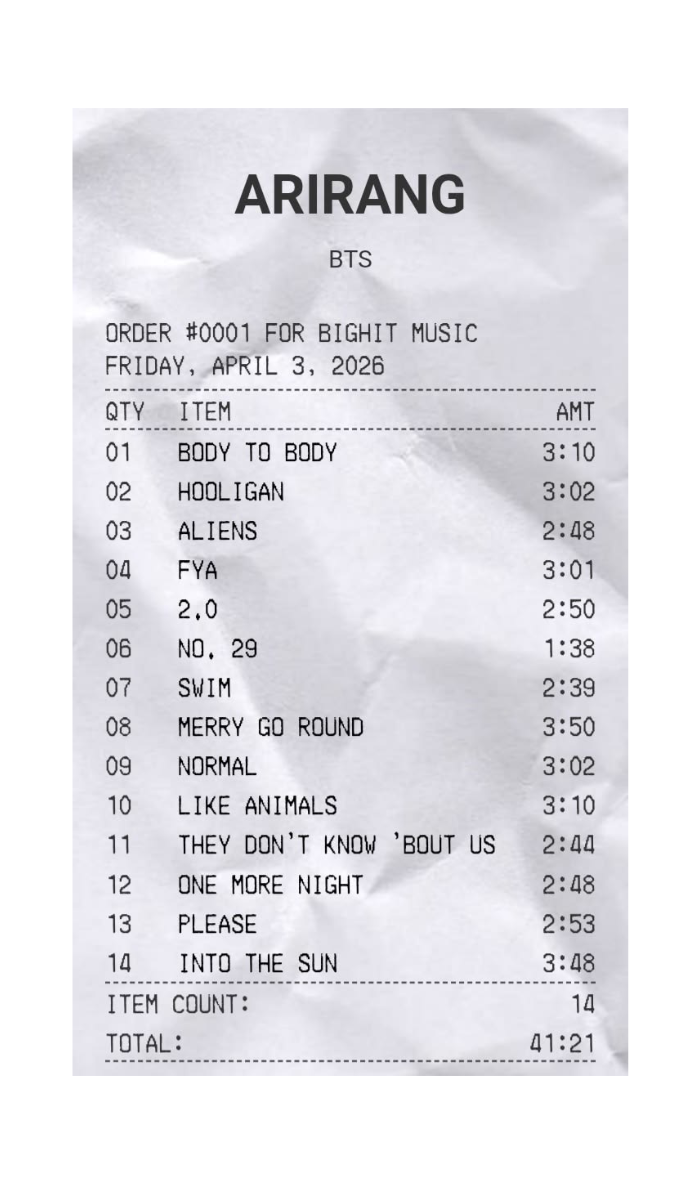 ARIRANG
BTS
ORDER #0001 FOR BIGHIT MUSIC
FRIDAY, APRIL 3, 2026
QTY ITEM AMT
01 BODY TO BODY 3:10
02 HOOLIGAN 3:02
03 ALIENS 2:48
04 FYA 3:01
05 2.0 2:50
06 NO. 29 1:38
07 SWIM 2:39
08 MERRY GO ROUND 3:50
09 NORMAL 3:02
10 LIKE ANIMALS 3:10
11 THEY DON'T KNOW 'BOUT US 2:44
12 ONE MORE NIGHT 2:48
13 PLEASE 2:53
14 INTO THE SUN 3:48
ITEM COUNT: 14
TOTAL: 41:21